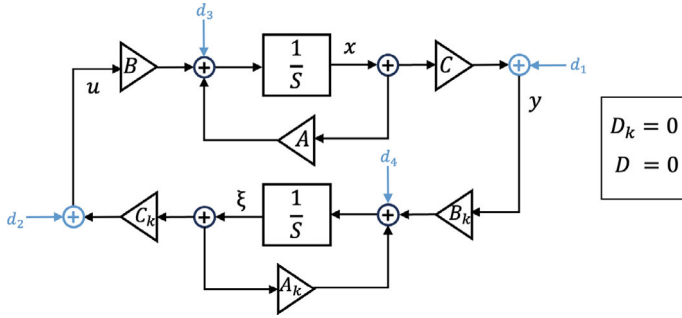 d₃
B
+
1
S
x
+
C
+
d₁
u
A
y
D_k = 0
D = 0
d₄
d₂
+
C_k
+
ξ
1
S
+
B_k
A_k